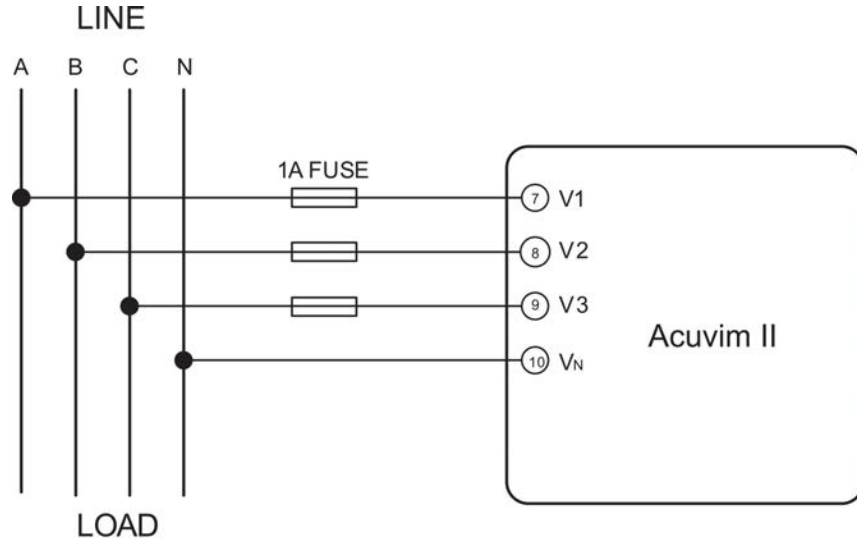 LINE
A B C N
1A FUSE
7 V1
8 V2
9 V3
10 VN
Acuvim II
LOAD